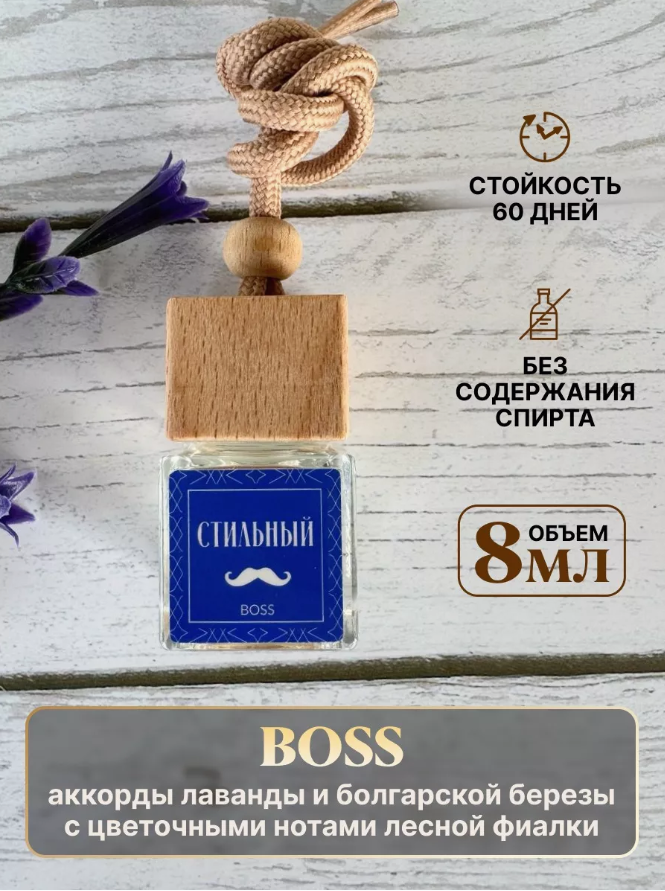 СТОЙКОСТЬ
60 ДНЕЙ
БЕЗ
СОДЕРЖАНИЯ
СПИРТА
ОБЪЕМ
8мл
СТИЛЬНЫЙ
BOSS
BOSS
аккорды лаванды и болгарской березы
с цветочными нотами лесной фиалки